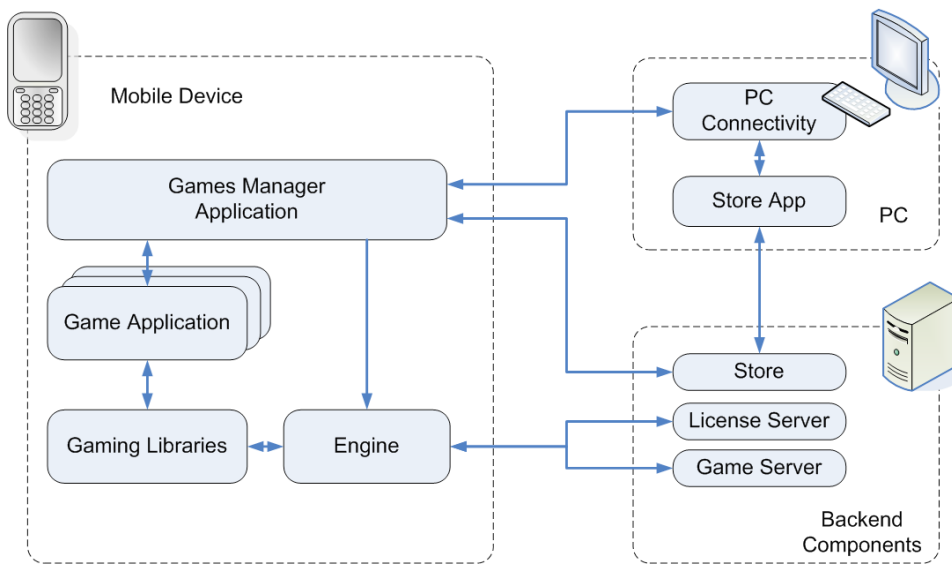 Mobile Device
Games Manager
Application
Game Application
Gaming Libraries
Engine
PC
Connectivity
Store App
PC
Store
License Server
Game Server
Backend
Components